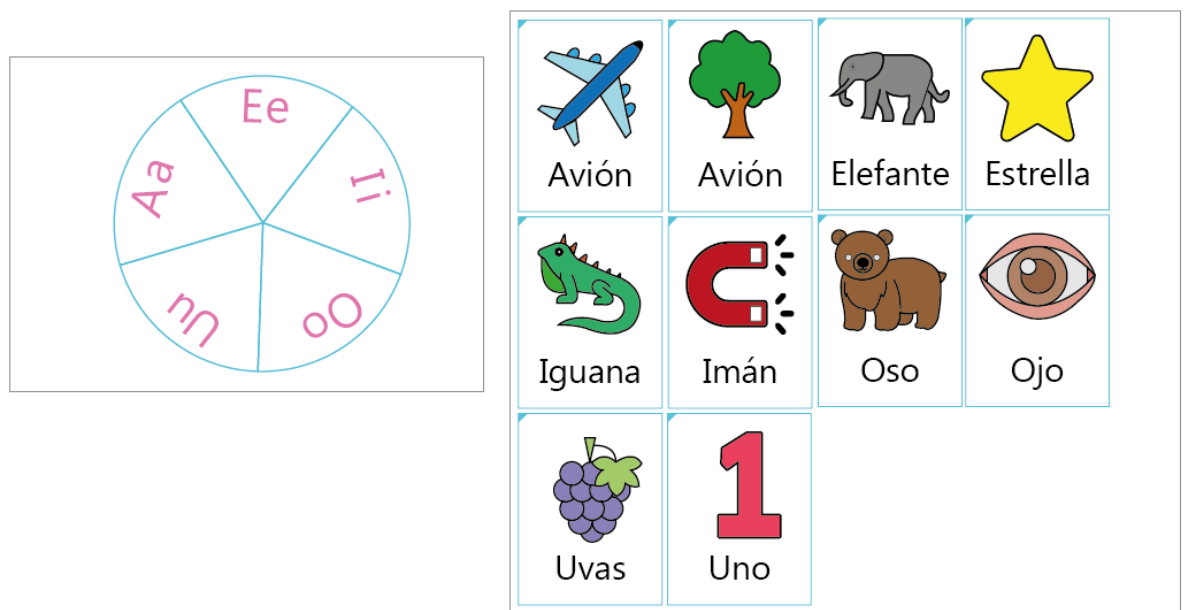 Ee
Aa
Ii
Uu
Oo
Avión
Avión
Elefante
Estrella
Iguana
Imán
Oso
Ojo
Uvas
Uno